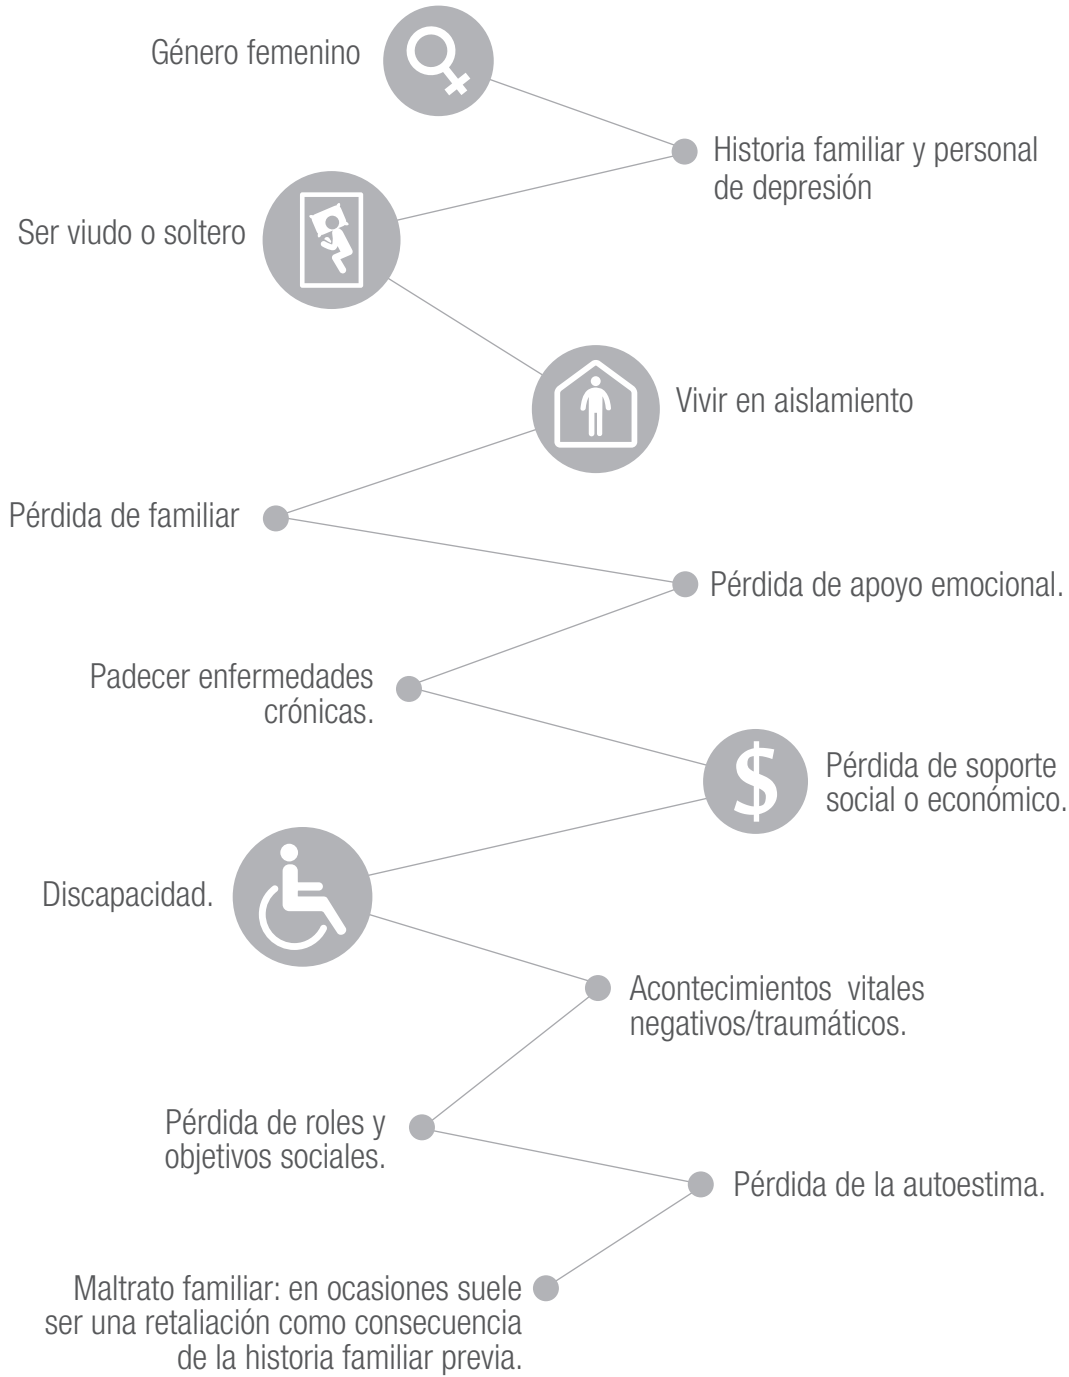 Género femenino
Historia familiar y personal
de depresión
Ser viudo o soltero
Vivir en aislamiento
Pérdida de familiar
Pérdida de apoyo emocional.
Padecer enfermedades
crónicas.
$
Pérdida de soporte
social o económico.
Discapacidad.
Acontecimientos vitales
negativos/traumáticos.
Pérdida de roles y
objetivos sociales.
Pérdida de la autoestima.
Maltrato familiar: en ocasiones suele
ser una retaliación como consecuencia
de la historia familiar previa.